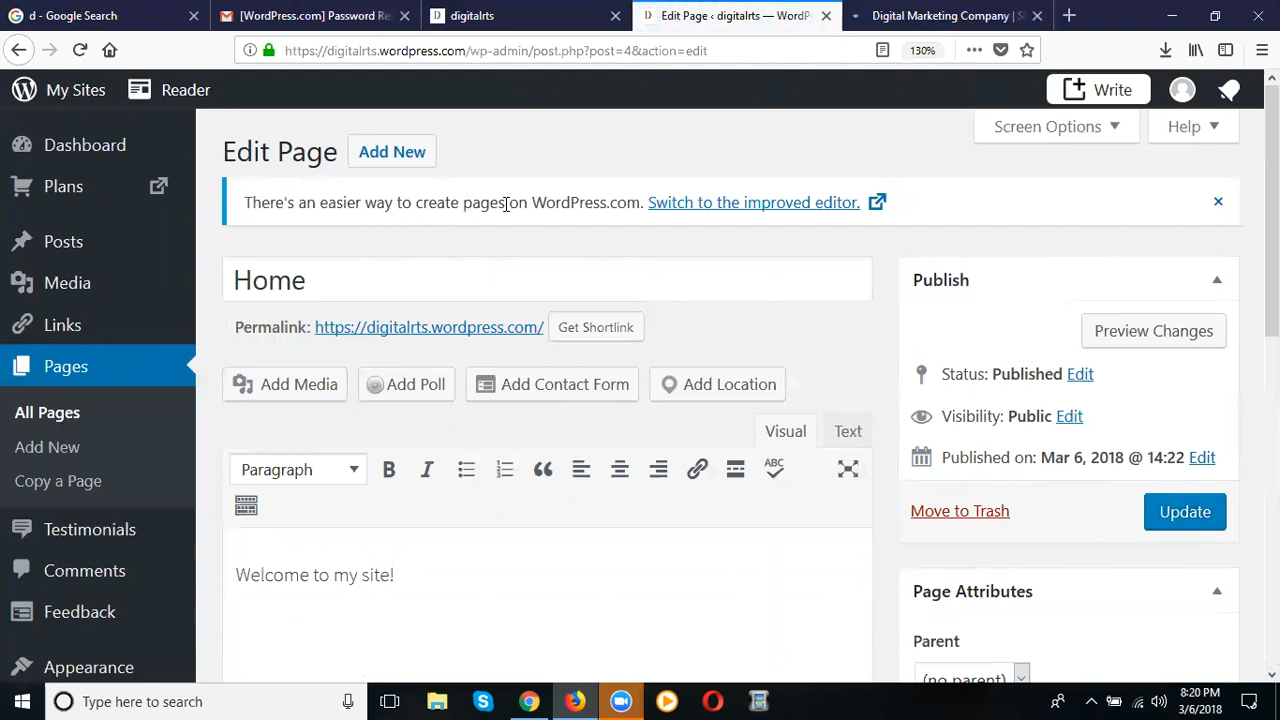 d - Google Search
[WordPress.com] Password Re
digitalrts
Edit Page ‹ digitalrts — WordP
Digital Marketing Company | S
https://digitalrts.wordpress.com/wp-admin/post.php?post=4&action=edit
130%
My Sites
Reader
Write
Dashboard
Plans
Posts
Media
Links
Pages
All Pages
Add New
Copy a Page
Testimonials
Comments
Feedback
Appearance
Screen Options
Help
Edit Page
Add New
There's an easier way to create pages on WordPress.com. Switch to the improved editor.
Home
Permalink: https://digitalrts.wordpress.com/
Get Shortlink
Add Media
Add Poll
Add Contact Form
Add Location
Visual
Text
Paragraph
B
I
ABC
Welcome to my site!
Publish
Preview Changes
Status: Published Edit
Visibility: Public Edit
Published on: Mar 6, 2018 @ 14:22 Edit
Move to Trash
Update
Page Attributes
Parent
(no parent)
Type here to search
8:20 PM
3/6/2018